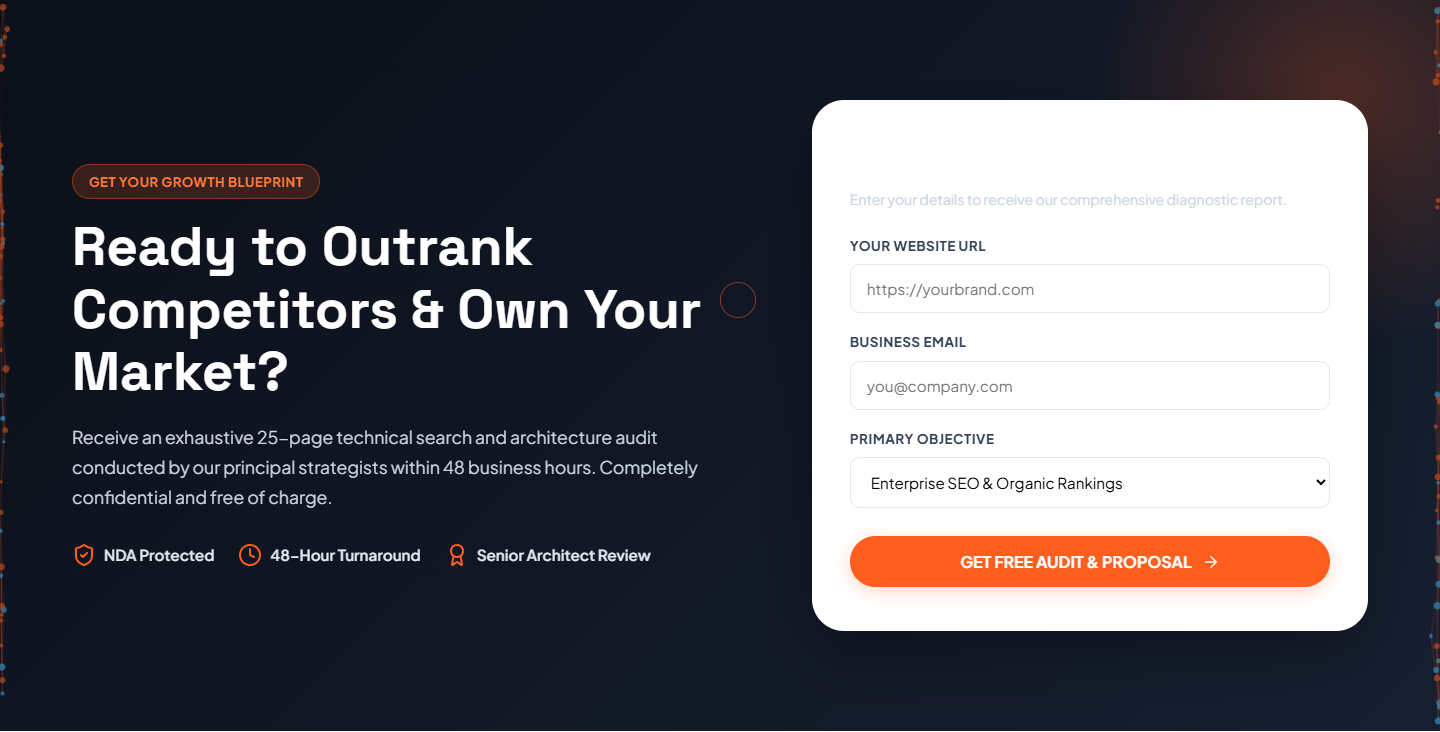 GET YOUR GROWTH BLUEPRINT
Ready to Outrank
Competitors & Own Your
Market?
Receive an exhaustive 25-page technical search and architecture audit
conducted by our principal strategists within 48 business hours. Completely
confidential and free of charge.
NDA Protected
48-Hour Turnaround
Senior Architect Review
Enter your details to receive our comprehensive diagnostic report.
YOUR WEBSITE URL
https://yourbrand.com
BUSINESS EMAIL
you@company.com
PRIMARY OBJECTIVE
Enterprise SEO & Organic Rankings
GET FREE AUDIT & PROPOSAL →